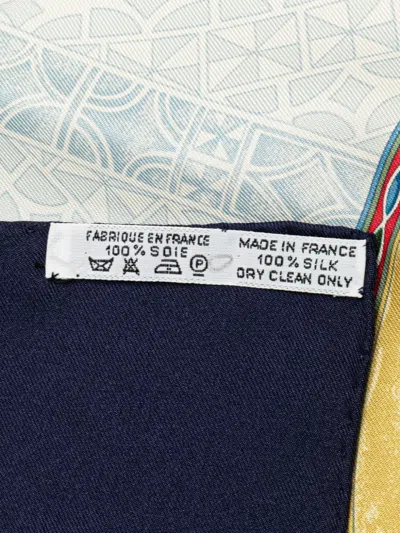 FABRIQUE EN FRANCE
100% SOIE
P
MADE IN FRANCE
100% SILK
DRY CLEAN ONLY